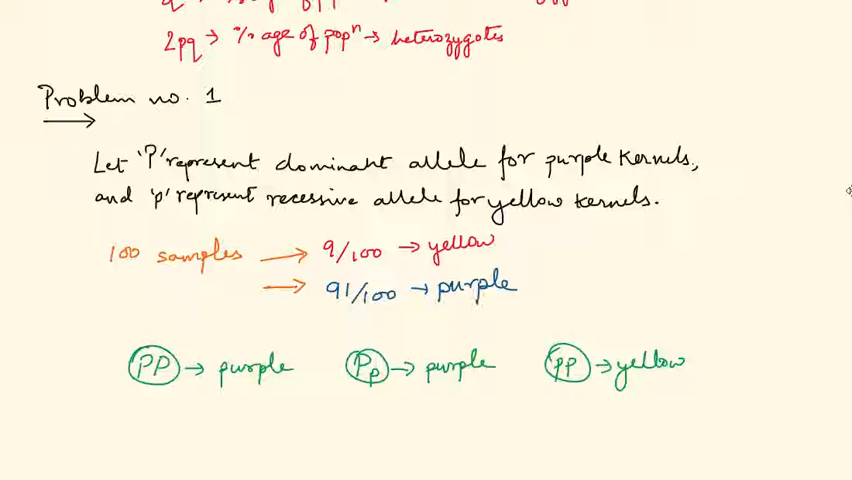 2pq → % age of popⁿ → heterozygotes
Problem no. 1
Let 'P' represent dominant allele for purple kernels,
and 'p' represent recessive allele for yellow kernels.
100 samples → 9/100 → yellow
→ 91/100 → purple
PP → purple Pp → purple pp → yellow